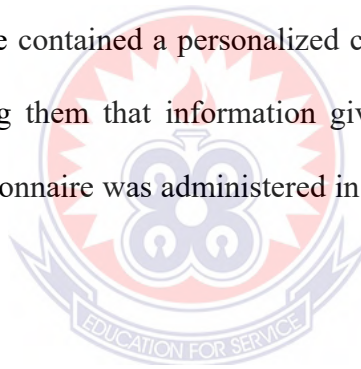 e contained a personalized c
g them that information giv
onnaire was administered in
EDUCATION FOR SERVICE